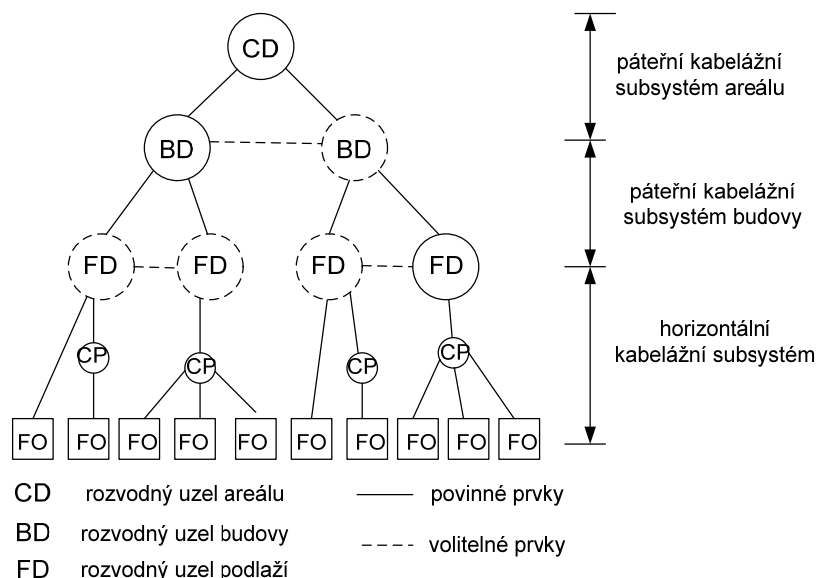 CD
páteřní kabelážní
subsystém areálu
BD
BD
páteřní kabelážní
subsystém budovy
FD
FD
FD
FD
horizontální
kabelážní subsystém
CP
CP
CP
CP
FO
FO
FO
FO
FO
FO
FO
FO
FO
FO
CD rozvodný uzel areálu
povinné prvky
BD rozvodný uzel budovy
volitelné prvky
FD rozvodný uzel podlaží